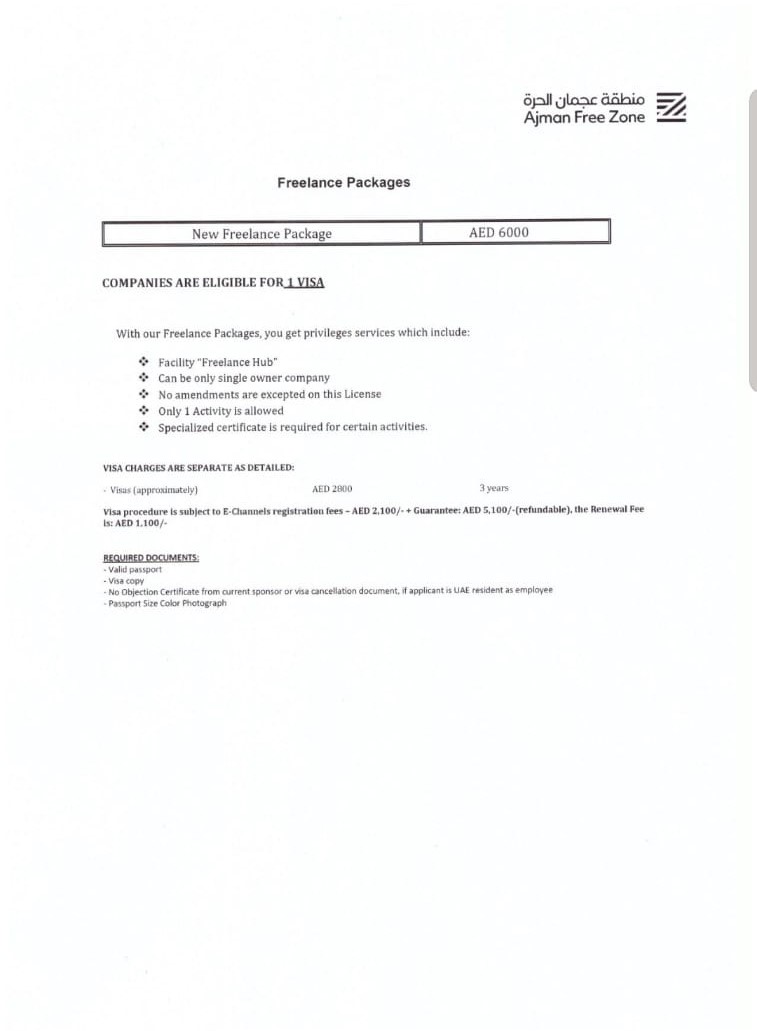 منطقة عجمان الحرة
Ajman Free Zone
Freelance Packages
New Freelance Package AED 6000
COMPANIES ARE ELIGIBLE FOR 1 VISA
With our Freelance Packages, you get privileges services which include:
❖ Facility "Freelance Hub"
❖ Can be only single owner company
❖ No amendments are excepted on this License
❖ Only 1 Activity is allowed
❖ Specialized certificate is required for certain activities.
VISA CHARGES ARE SEPARATE AS DETAILED:
- Visas (approximately) AED 2800 3 years
Visa procedure is subject to E-Channels registration fees – AED 2,100/- + Guarantee: AED 5,100/-(refundable), the Renewal Fee
is: AED 1,100/-
REQUIRED DOCUMENTS:
- Valid passport
- Visa copy
- No Objection Certificate from current sponsor or visa cancellation document, if applicant is UAE resident as employee
- Passport Size Color Photograph